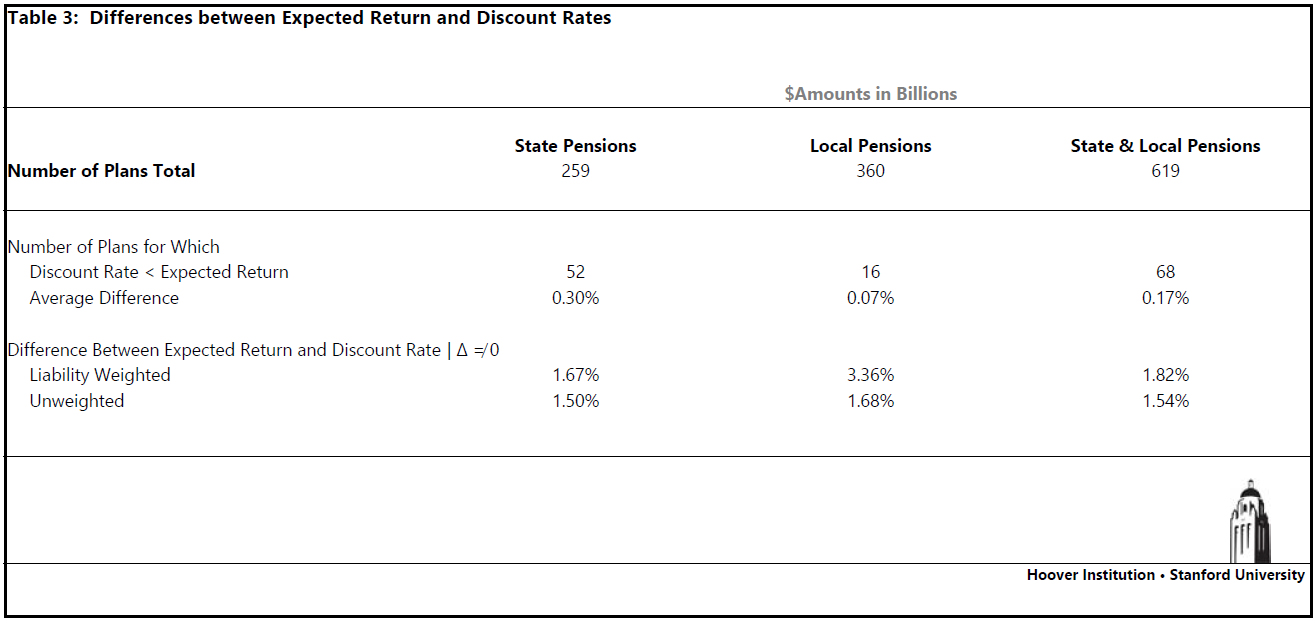 Table 3: Differences between Expected Return and Discount Rates
$Amounts in Billions
State Pensions Local Pensions State & Local Pensions
Number of Plans Total 259 360 619
Number of Plans for Which
Discount Rate < Expected Return 52 16 68
Average Difference 0.30% 0.07% 0.17%
Difference Between Expected Return and Discount Rate | Δ ≠ 0
Liability Weighted 1.67% 3.36% 1.82%
Unweighted 1.50% 1.68% 1.54%
Hoover Institution • Stanford University